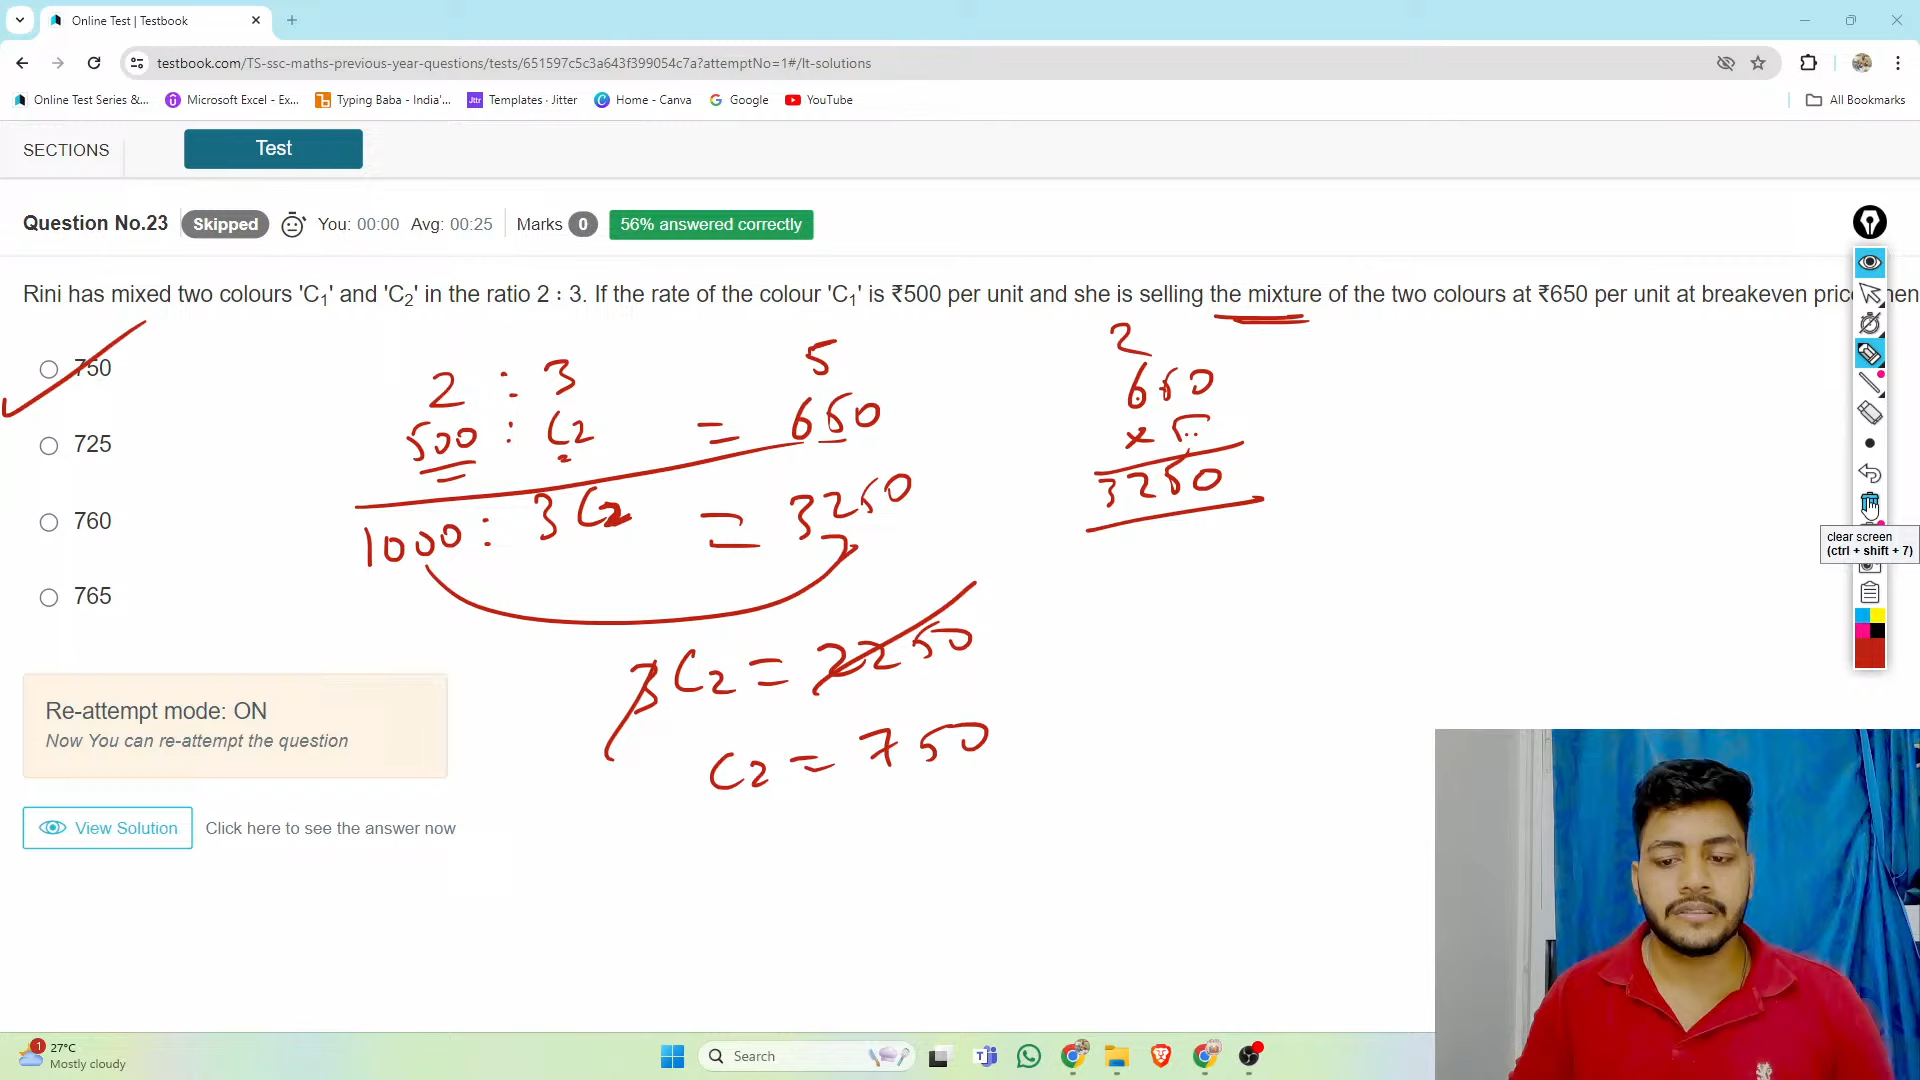 Online Test | Testbook
testbook.com/TS-ssc-maths-previous-year-questions/tests/651597c5c3a643f399054c7a?attemptNo=1#/lt-solutions
Online Test Series &... Microsoft Excel - Ex... Typing Baba - India'... Jttr Templates · Jitter Home - Canva Google YouTube All Bookmarks
SECTIONS Test
Question No.23 Skipped You: 00:00 Avg: 00:25 Marks 0 56% answered correctly
Rini has mixed two colours 'C₁' and 'C₂' in the ratio 2 : 3. If the rate of the colour 'C₁' is ₹500 per unit and she is selling the mixture of the two colours at ₹650 per unit at breakeven
750
725
760
765
2 : 3 5
500 : C2 = 650
1000 : 3C2 = 3250
3C2 = 2250
C2 = 750
2
650
× 5
3250
clear screen
(ctrl + shift + 7)
Re-attempt mode: ON
Now You can re-attempt the question
View Solution Click here to see the answer now
1
27°C
Mostly cloudy
Search